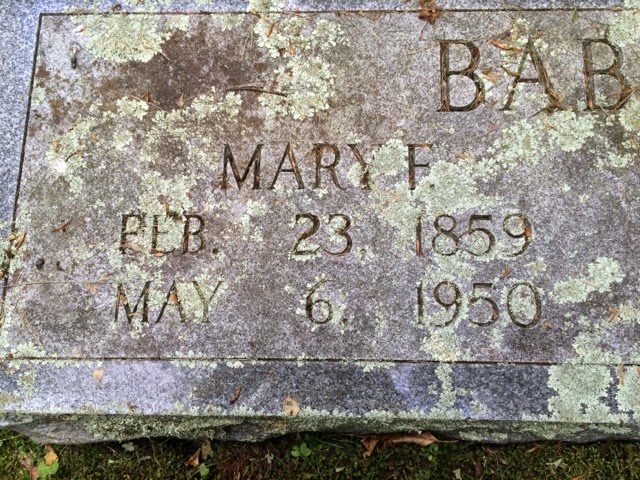 BAB
MARY F.
FEB. 23, 1859
MAY 6, 1950